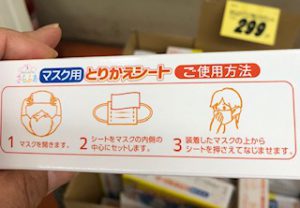 299
マスク用 とりかえシート ご使用方法
1 マスクを開きます。
2 シートをマスクの内側の
中心にセットします。
3 装着したマスクの上から
シートを押さえてなじませます。